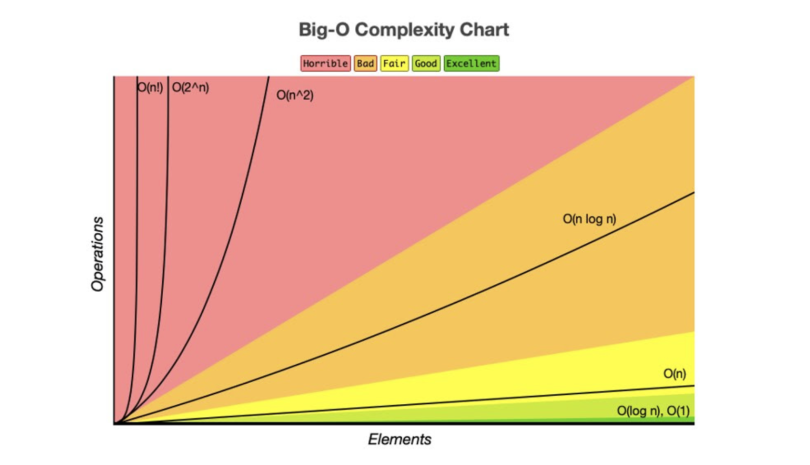 Big-O Complexity Chart
Horrible Bad Fair Good Excellent
O(n!) O(2^n)
O(n^2)
O(n log n)
O(n)
O(log n), O(1)
Operations
Elements